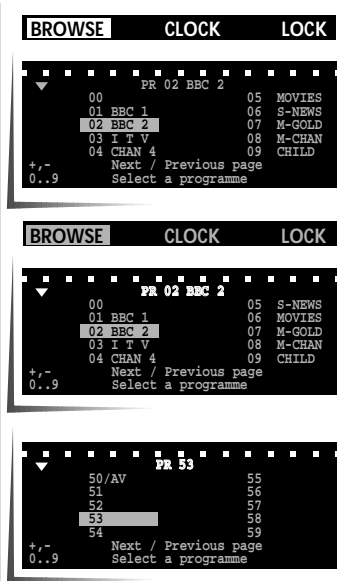 BROWSE CLOCK LOCK
PR 02 BBC 2
00 05 MOVIES
01 BBC 1 06 S-NEWS
02 BBC 2 07 M-GOLD
03 I T V 08 M-CHAN
04 CHAN 4 09 CHILD
+,- Next / Previous page
0..9 Select a programme
BROWSE CLOCK LOCK
PR 02 BBC 2
00 05 S-NEWS
01 BBC 1 06 MOVIES
02 BBC 2 07 M-GOLD
03 I T V 08 M-CHAN
04 CHAN 4 09 CHILD
+,- Next / Previous page
0..9 Select a programme
PR 53
50/AV 55
51 56
52 57
53 58
54 59
+,- Next / Previous page
0..9 Select a programme